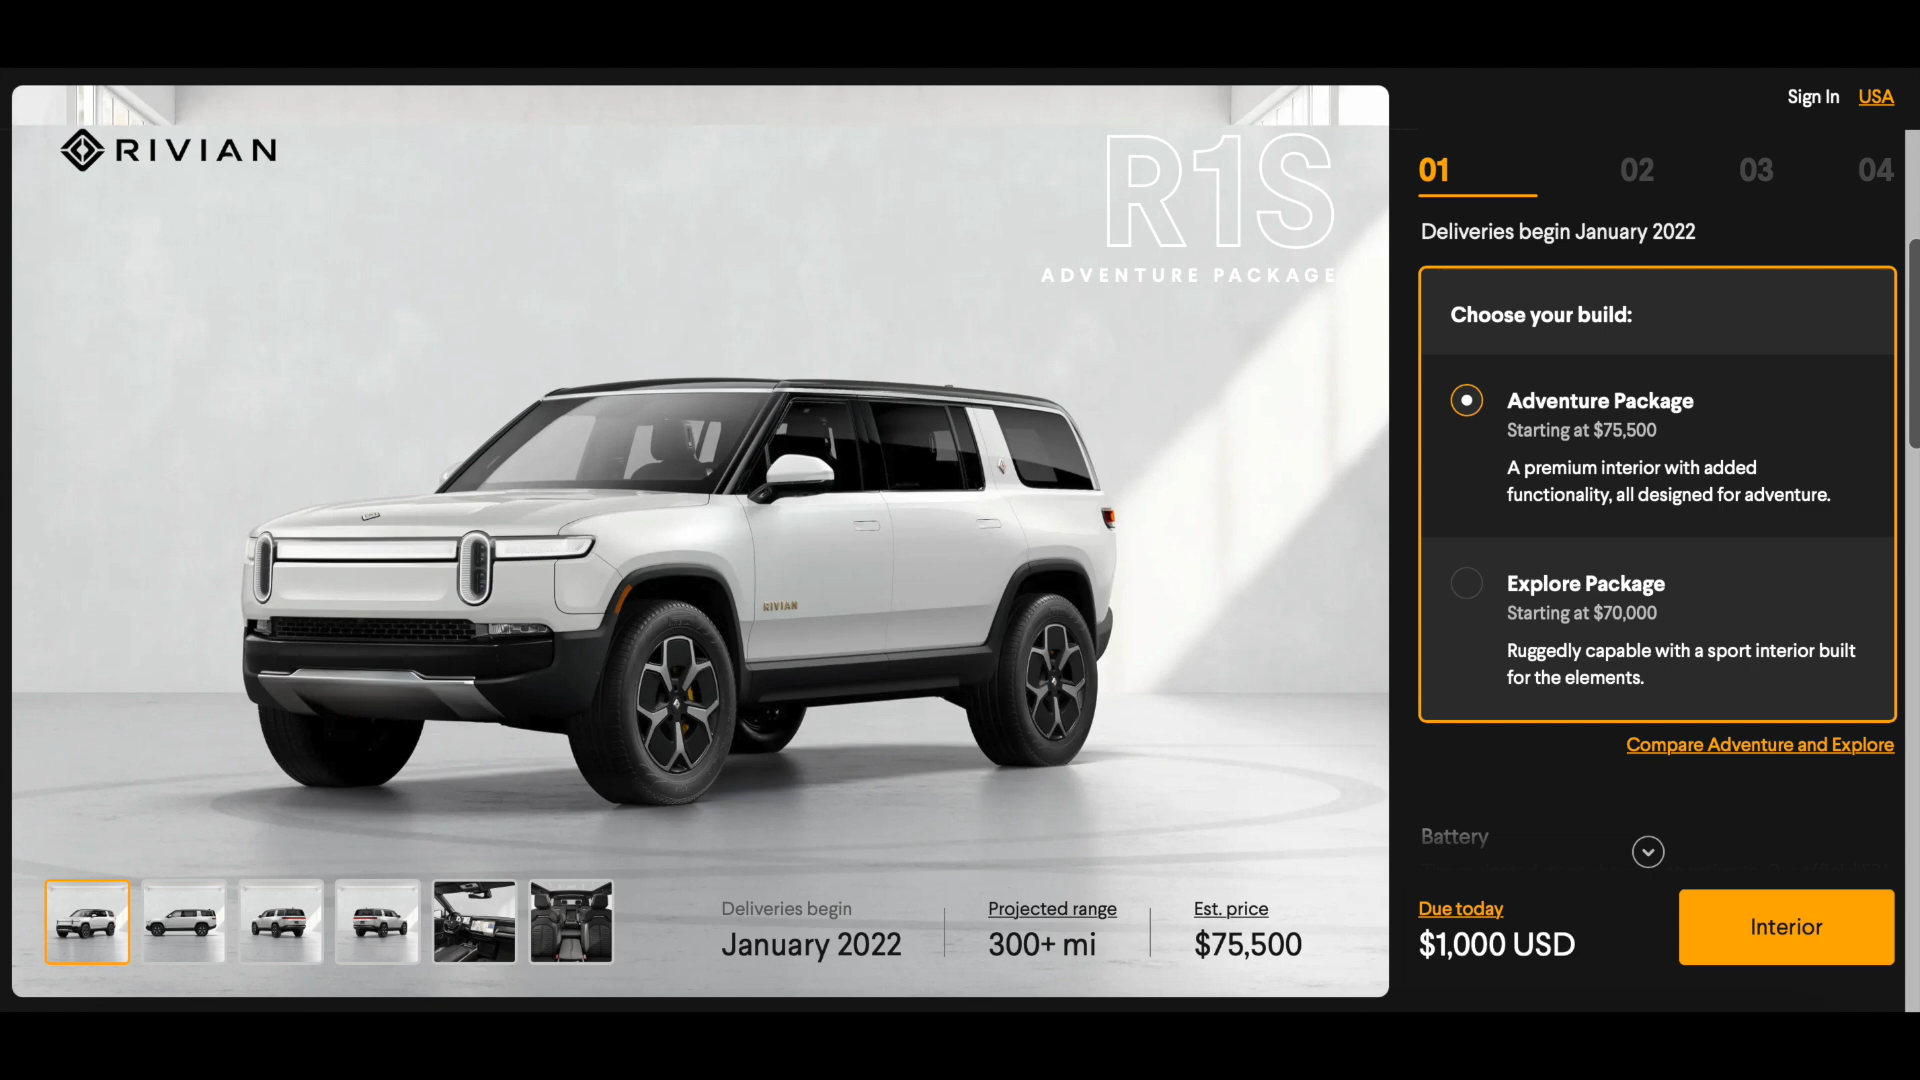 Sign In
USA
RIVIAN
R1S
ADVENTURE PACKAGE
01
02
03
04
Deliveries begin January 2022
Choose your build:
Adventure Package
Starting at $75,500
A premium interior with added
functionality, all designed for adventure.
Explore Package
Starting at $70,000
Ruggedly capable with a sport interior built
for the elements.
Compare Adventure and Explore
Battery
RIVIAN
Deliveries begin
January 2022
Projected range
300+ mi
Est. price
$75,500
Due today
$1,000 USD
Interior